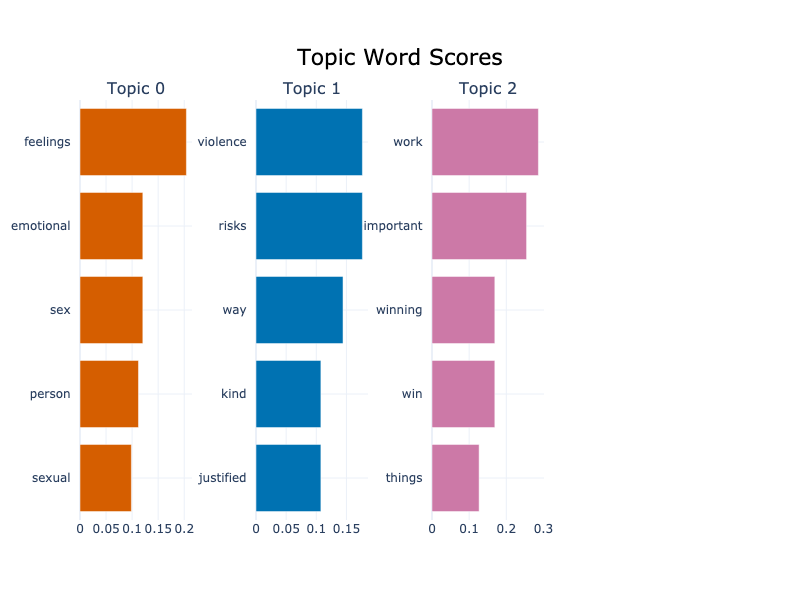 Topic Word Scores
Topic 0 Topic 1 Topic 2
feelings violence work
emotional risks important
sex way winning
person kind win
sexual justified things
0 0.05 0.1 0.15 0.2 0 0.05 0.1 0.15 0 0.1 0.2 0.3